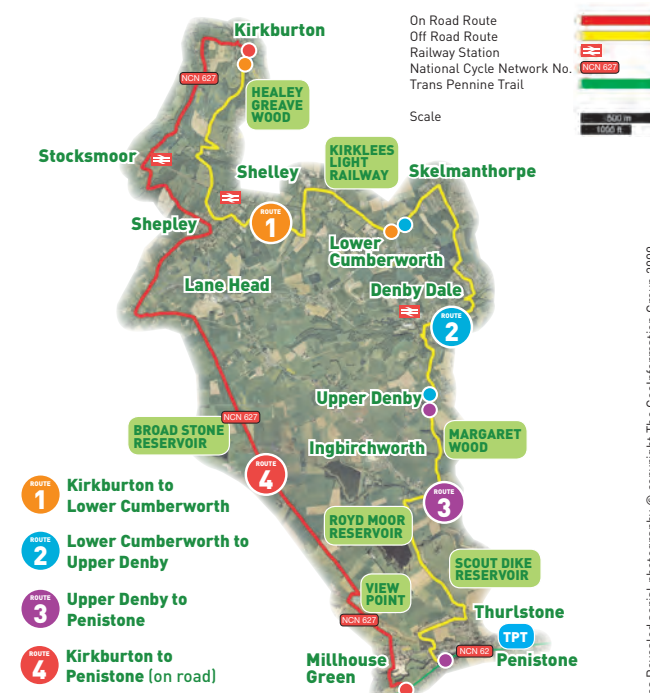 On Road Route
Off Road Route
Railway Station
National Cycle Network No.
NCN 627
Trans Pennine Trail
Scale
500 m
1000 ft
Kirkburton
NCN 627
HEALEY
GREAVE
WOOD
Stocksmoor
Shelley
KIRKLEES
LIGHT
RAILWAY
Skelmanthorpe
Shepley
ROUTE
1
Lower
Cumberworth
Lane Head
Denby Dale
ROUTE
2
Upper Denby
NCN 627
BROAD STONE
RESERVOIR
Ingbirchworth
MARGARET
WOOD
ROUTE
4
ROUTE
3
ROYD MOOR
RESERVOIR
SCOUT DIKE
RESERVOIR
VIEW
POINT
NCN 627
Thurlstone
TPT
NCN 62
Penistone
Millhouse
Green
ROUTE
1
Kirkburton to
Lower Cumberworth
ROUTE
2
Lower Cumberworth to
Upper Denby
ROUTE
3
Upper Denby to
Penistone
ROUTE
4
Kirkburton to
Penistone (on road)